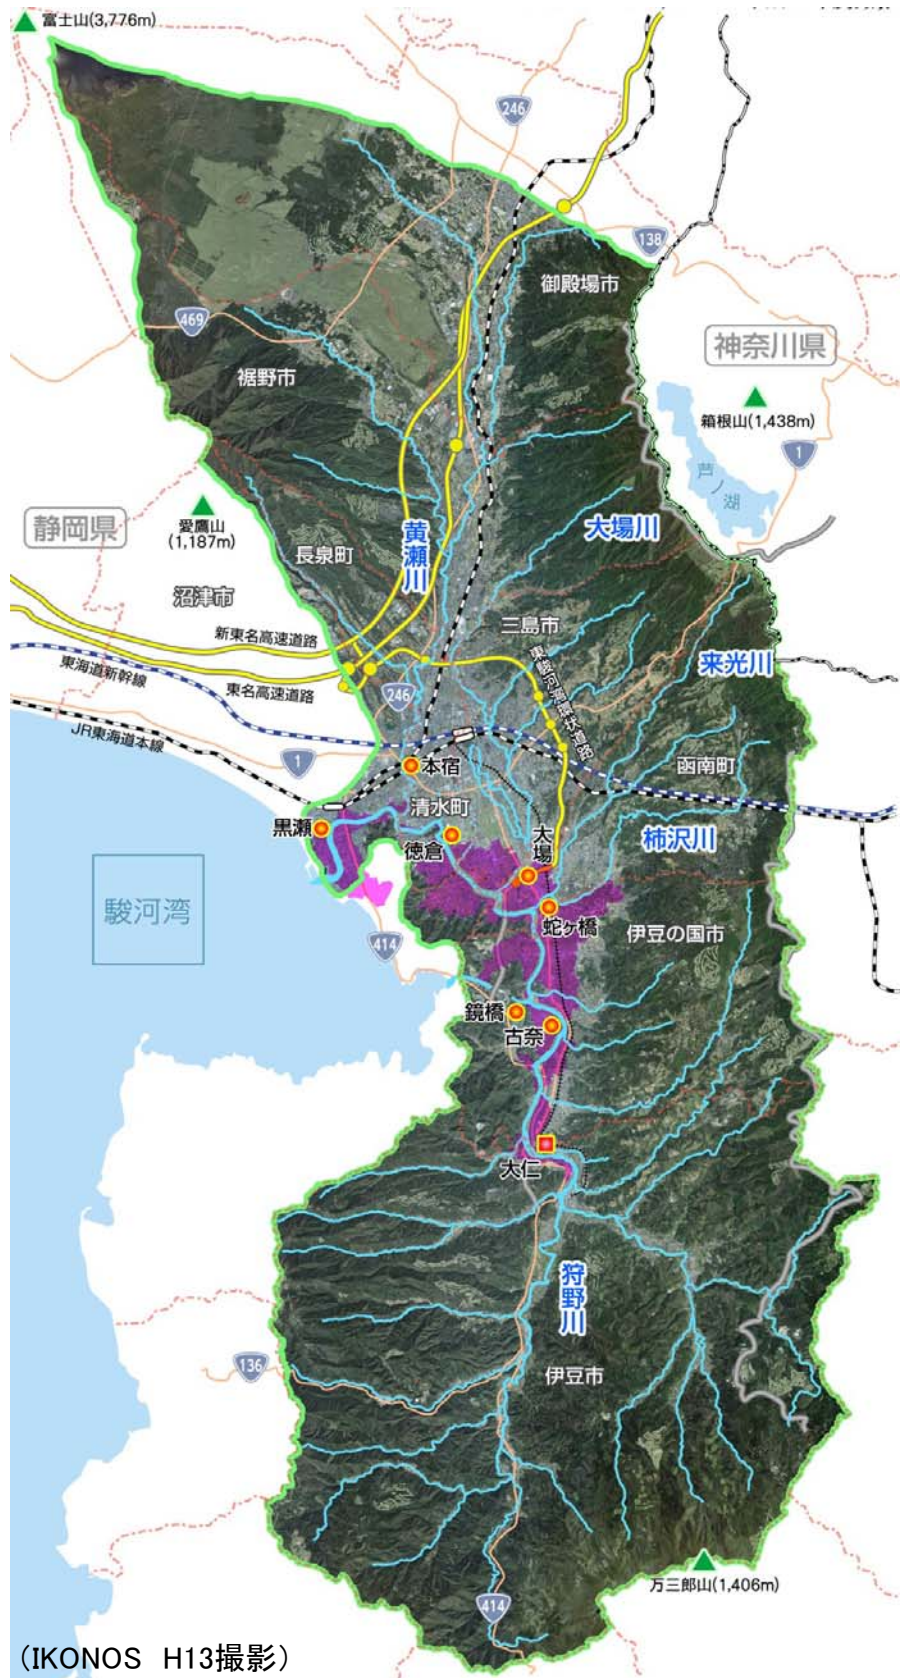 富士山(3,776m)
246
138
御殿場市
469
神奈川県
裾野市
箱根山(1,438m)
1
芦ノ湖
静岡県
愛鷹山
(1,187m)
黄瀬川
大場川
長泉町
沼津市
三島市
新東名高速道路
東駿河湾環状道路
来光川
東海道新幹線
東名高速道路
246
JR東海道本線
1
本宿
函南町
清水町
黒瀬
徳倉
大場
柿沢川
駿河湾
蛇ヶ橋
伊豆の国市
414
鏡橋
古奈
大仁
狩野川
136
伊豆市
万三郎山(1,406m)
414
(IKONOS H13撮影)